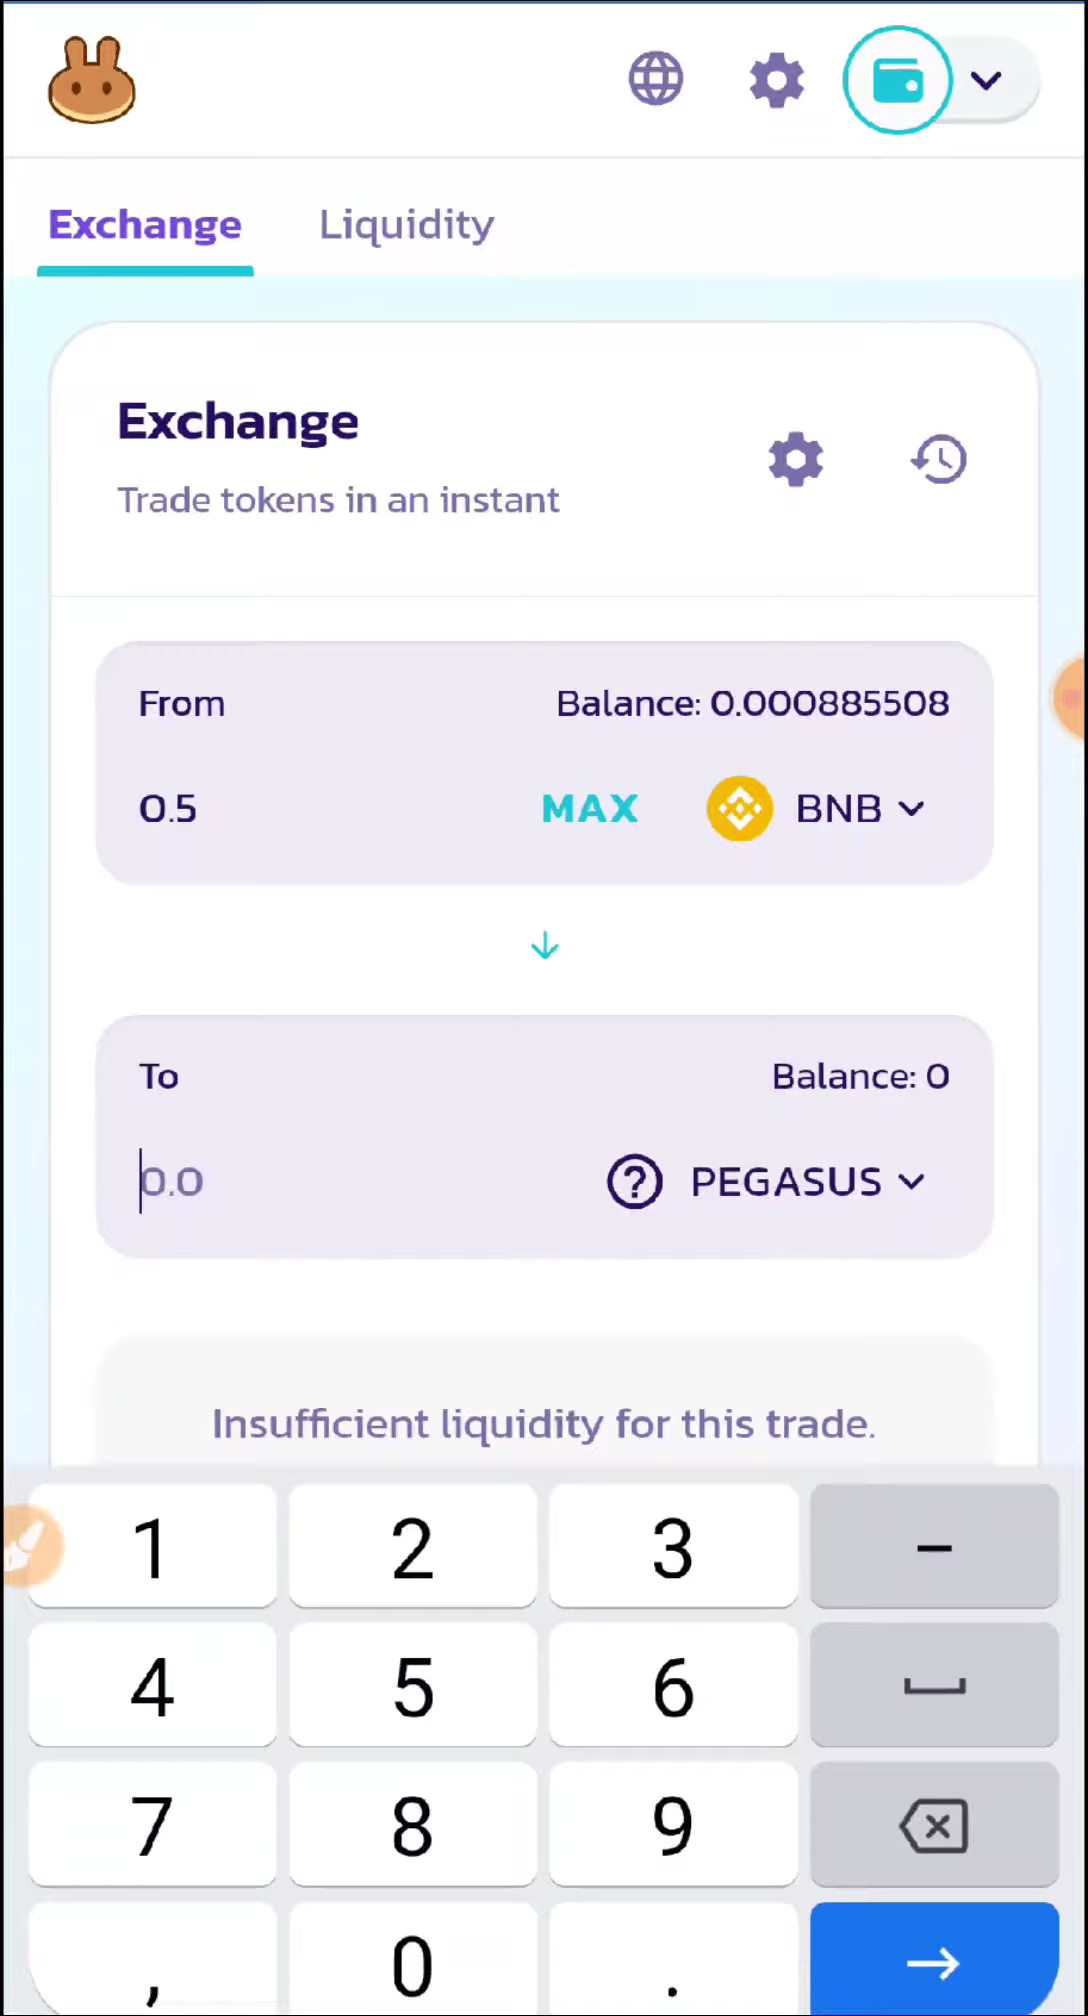 Exchange Liquidity
Exchange
Trade tokens in an instant
From Balance: 0.000885508
0.5 MAX BNB
To Balance: 0
0.0 ? PEGASUS
Insufficient liquidity for this trade.
1 2 3 –
4 5 6
7 8 9
, 0 .